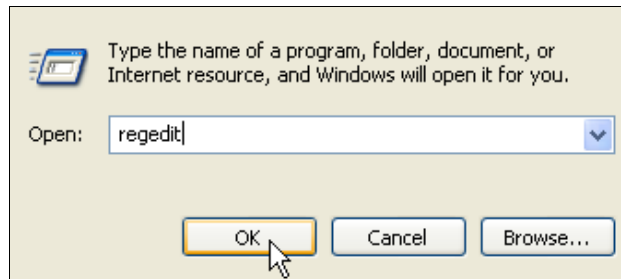 Type the name of a program, folder, document, or
Internet resource, and Windows will open it for you.
Open: regedit
OK Cancel Browse...